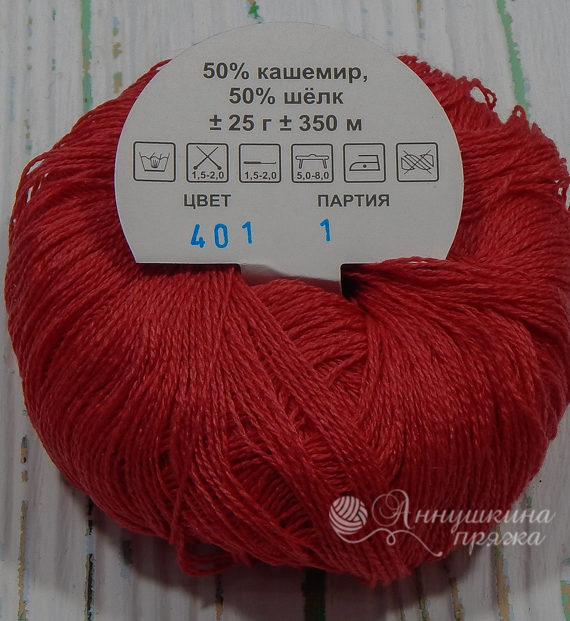 50% кашемир,
50% шёлк
± 25 г ± 350 м
1,5-2,0 1,5-2,0 5,0-8,0
ЦВЕТ ПАРТИЯ
401 1
Аннушкина
пряжа